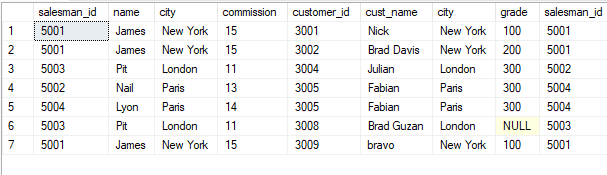 salesman_id name city commission customer_id cust_name city grade salesman_id
1 5001 James New York 15 3001 Nick New York 100 5001
2 5001 James New York 15 3002 Brad Davis New York 200 5001
3 5003 Pit London 11 3004 Julian London 300 5002
4 5002 Nail Paris 13 3005 Fabian Paris 300 5004
5 5004 Lyon Paris 14 3005 Fabian Paris 300 5004
6 5003 Pit London 11 3008 Brad Guzan London NULL 5003
7 5001 James New York 15 3009 bravo New York 100 5001